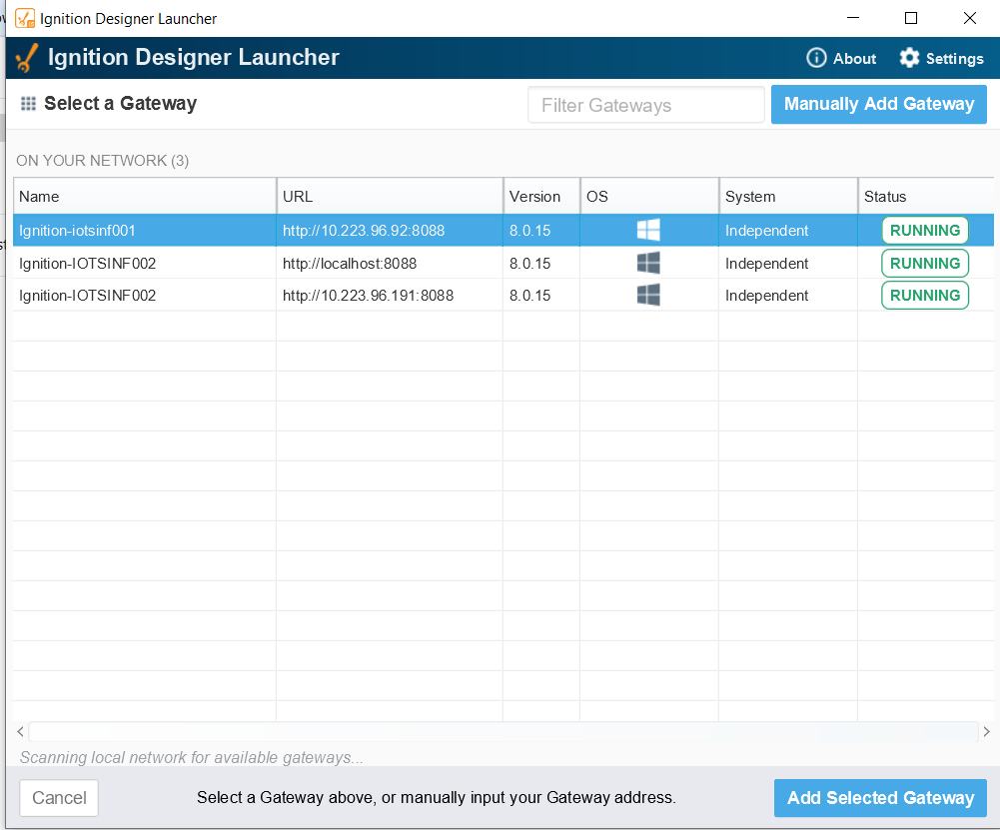 Ignition Designer Launcher
Ignition Designer Launcher
About
Settings
Select a Gateway
Filter Gateways
Manually Add Gateway
ON YOUR NETWORK (3)
Name URL Version OS System Status
Ignition-iotsinf001 http://10.223.96.92:8088 8.0.15 Independent RUNNING
Ignition-IOTSINF002 http://localhost:8088 8.0.15 Independent RUNNING
Ignition-IOTSINF002 http://10.223.96.191:8088 8.0.15 Independent RUNNING
Scanning local network for available gateways...
Cancel
Select a Gateway above, or manually input your Gateway address.
Add Selected Gateway